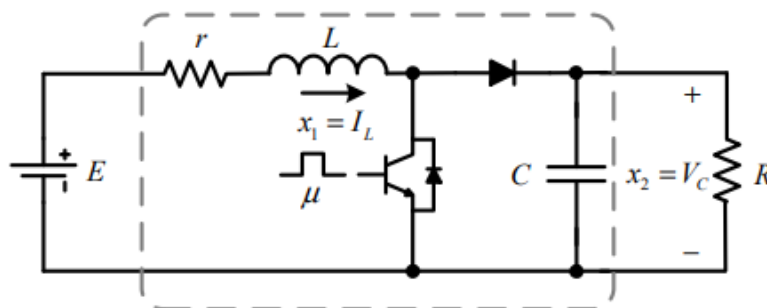 r
L
x₁ = I_L
E
μ
C
x₂ = V_C
R
+
−
+